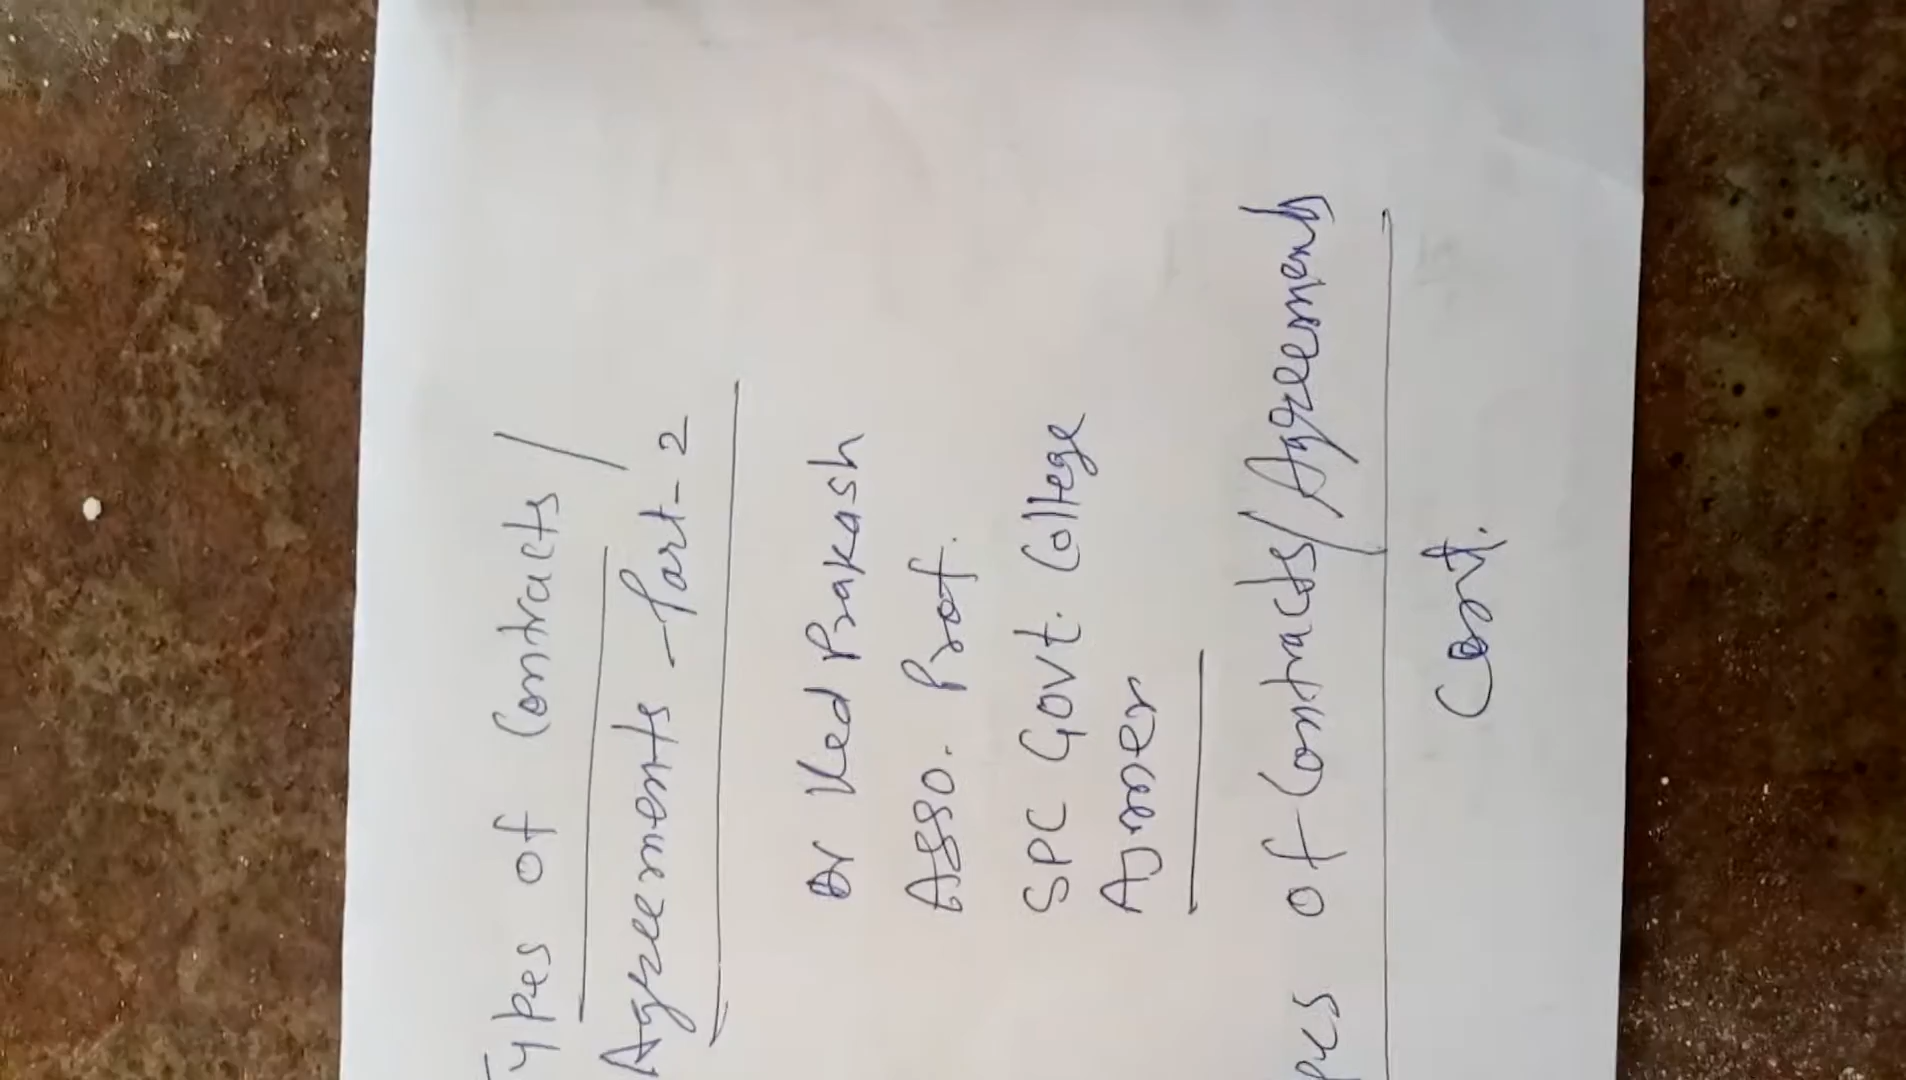 Types of Contracts/
Agreements - Part-2
Dr Ved Prakash
Asso. Prof.
SPC Govt. College
Ajmer
pes of Contracts/Agreements
Cont.